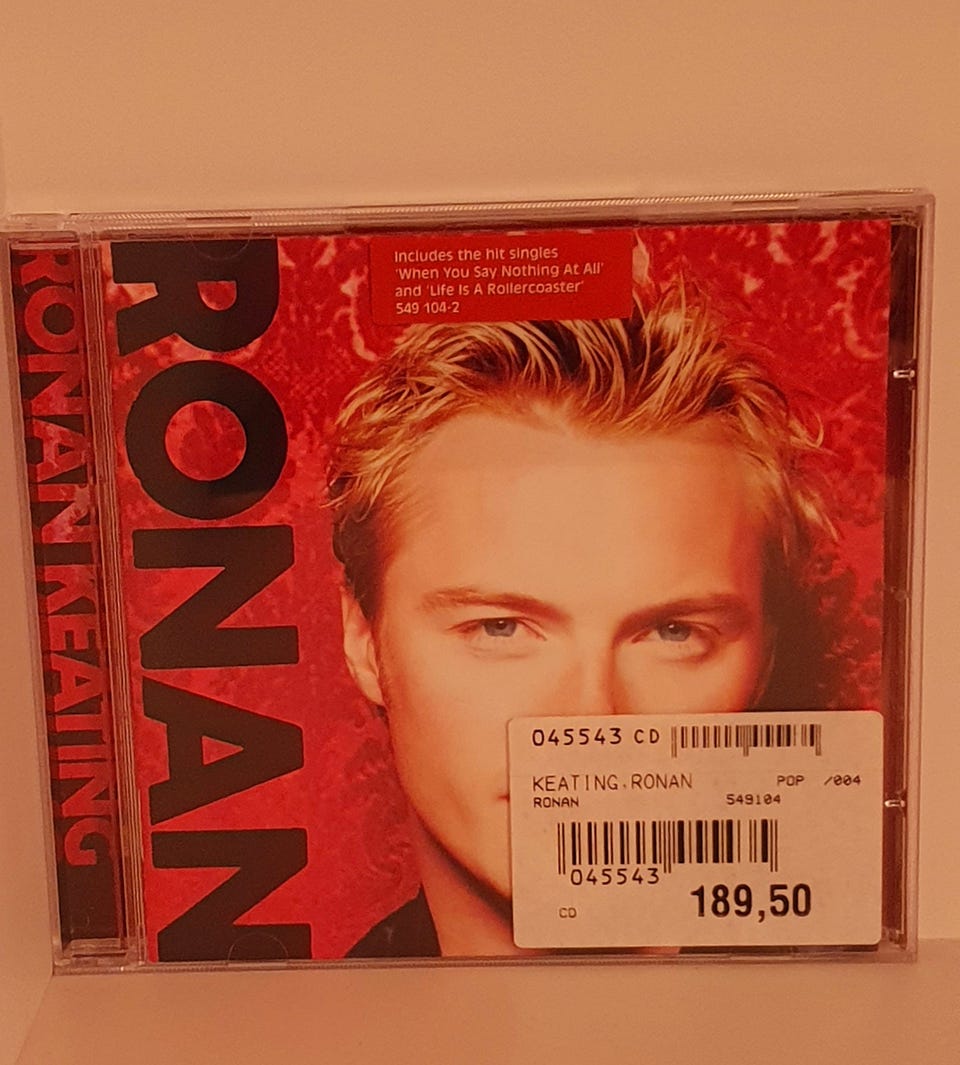 RONAN KEATING
RONAN
Includes the hit singles
'When You Say Nothing At All'
and 'Life Is A Rollercoaster'
549 104-2
045543 CD
KEATING,RONAN POP /004
RONAN 549104
045543
CD 189,50